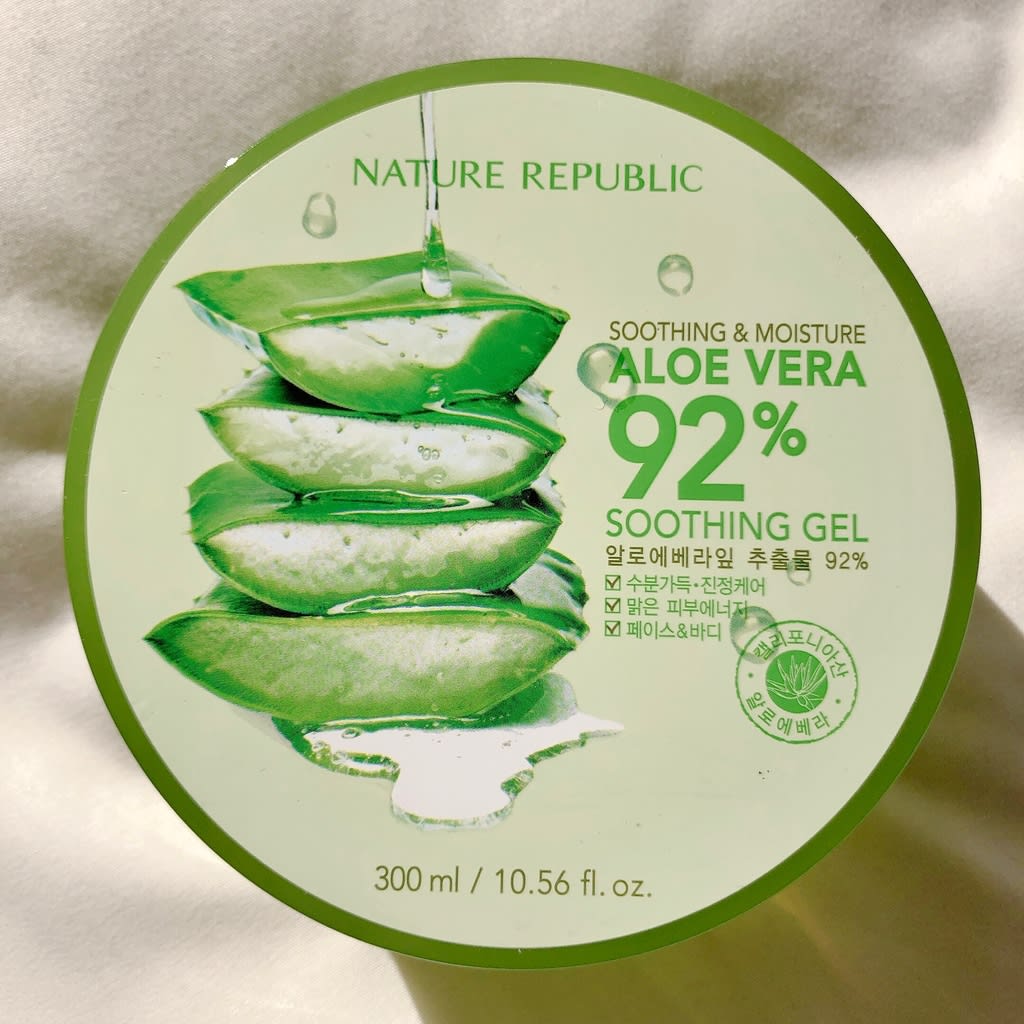 NATURE REPUBLIC
SOOTHING & MOISTURE
ALOE VERA
92%
SOOTHING GEL
알로에베라잎 추출물 92%
☑ 수분가득·진정케어
☑ 맑은 피부에너지
☑ 페이스&바디
캘리포니아산
알로에베라
300 ml / 10.56 fl. oz.